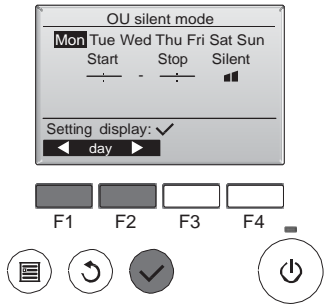 OU silent mode
Mon Tue Wed Thu Fri Sat Sun
Start Stop Silent
--:-- - --:--
Setting display: ✓
◀ day ▶
F1 F2 F3 F4